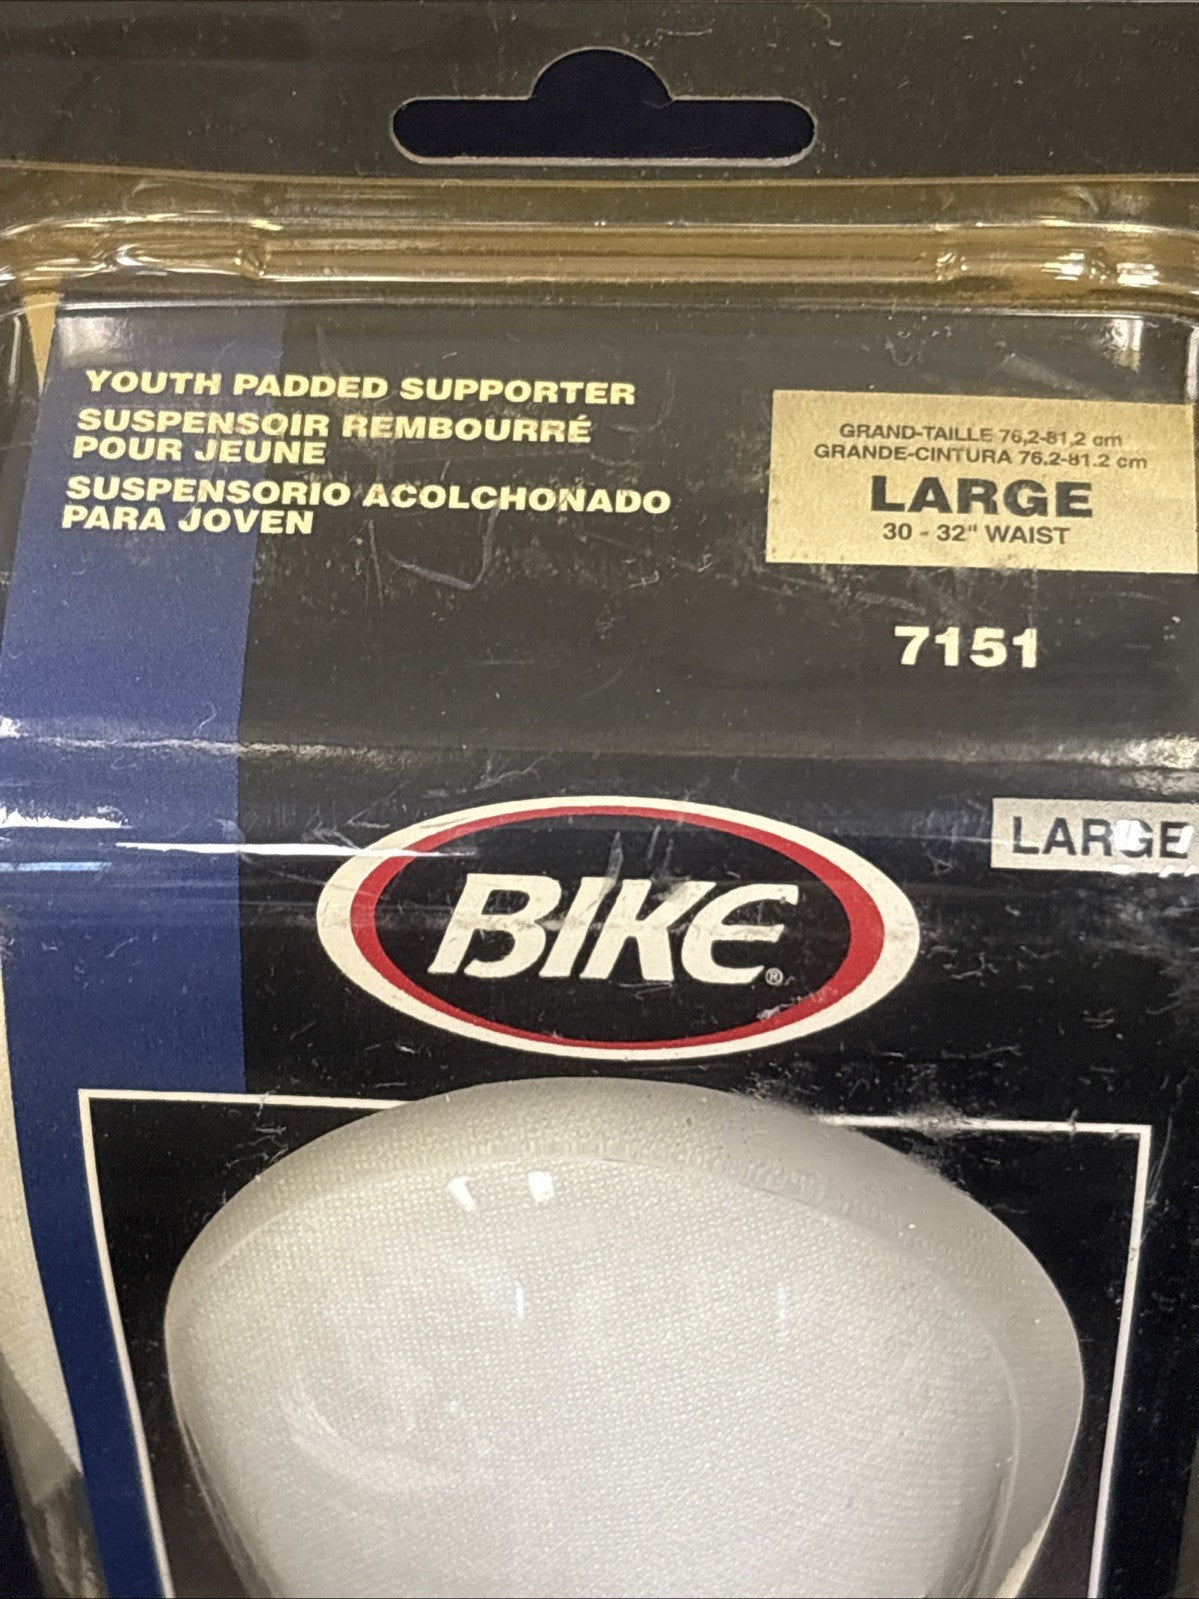 YOUTH PADDED SUPPORTER
SUSPENSOIR REMBOURRÉ
POUR JEUNE
SUSPENSORIO ACOLCHONADO
PARA JOVEN
GRAND-TAILLE 76,2-81,2 cm
GRANDE-CINTURA 76.2-81.2 cm
LARGE
30 - 32" WAIST
7151
LARGE
BIKE®